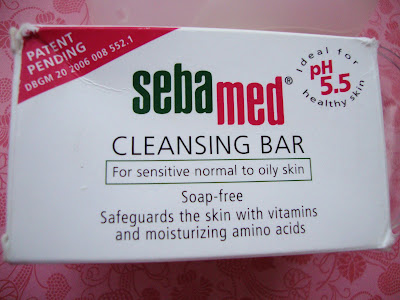 PATENT
PENDING
DBGM 20 2006 008 552.1
Ideal for
pH
5.5
healthy skin
sebamed®
CLEANSING BAR
For sensitive normal to oily skin
Soap-free
Safeguards the skin with vitamins
and moisturizing amino acids